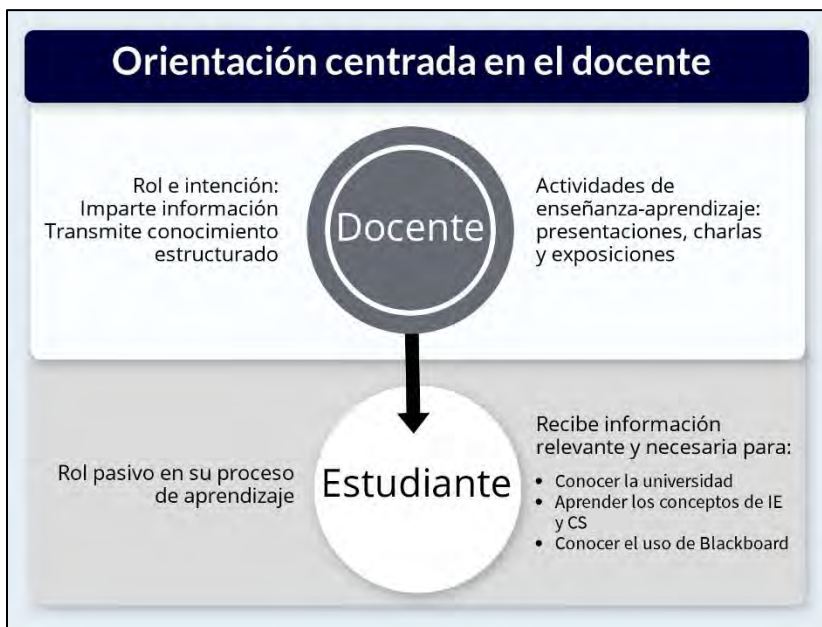 Orientación centrada en el docente
Rol e intención:
Imparte información
Transmite conocimiento
estructurado
Docente
Actividades de
enseñanza-aprendizaje:
presentaciones, charlas
y exposiciones
Rol pasivo en su proceso
de aprendizaje
Estudiante
Recibe información
relevante y necesaria para:
• Conocer la universidad
• Aprender los conceptos de IE
y CS
• Conocer el uso de Blackboard